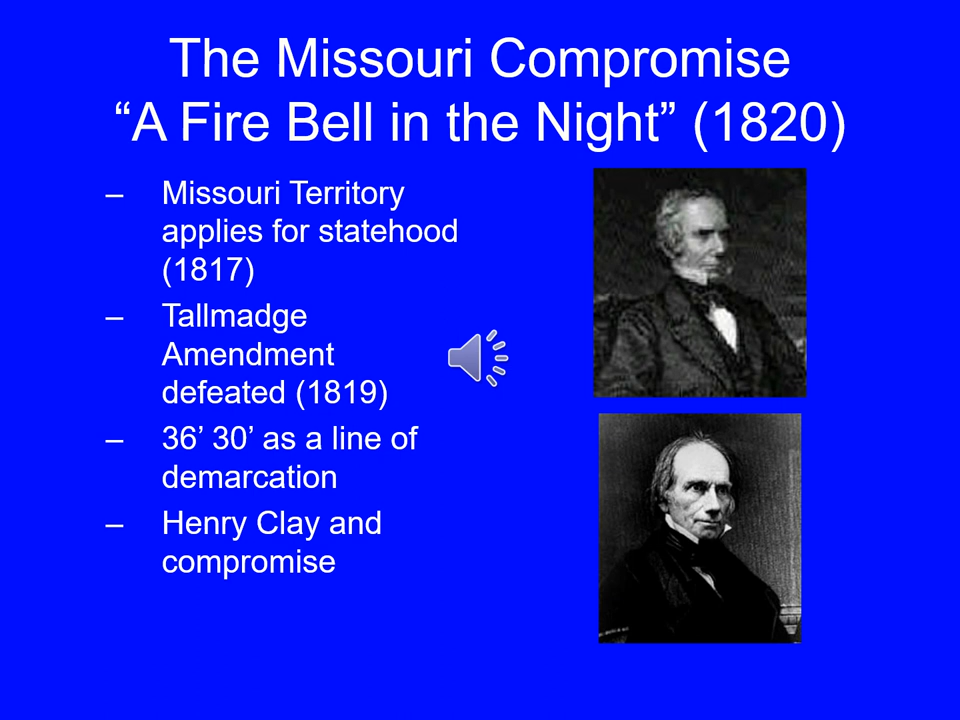 The Missouri Compromise
“A Fire Bell in the Night” (1820)
– Missouri Territory
applies for statehood
(1817)
– Tallmadge
Amendment
defeated (1819)
– 36’ 30’ as a line of
demarcation
– Henry Clay and
compromise